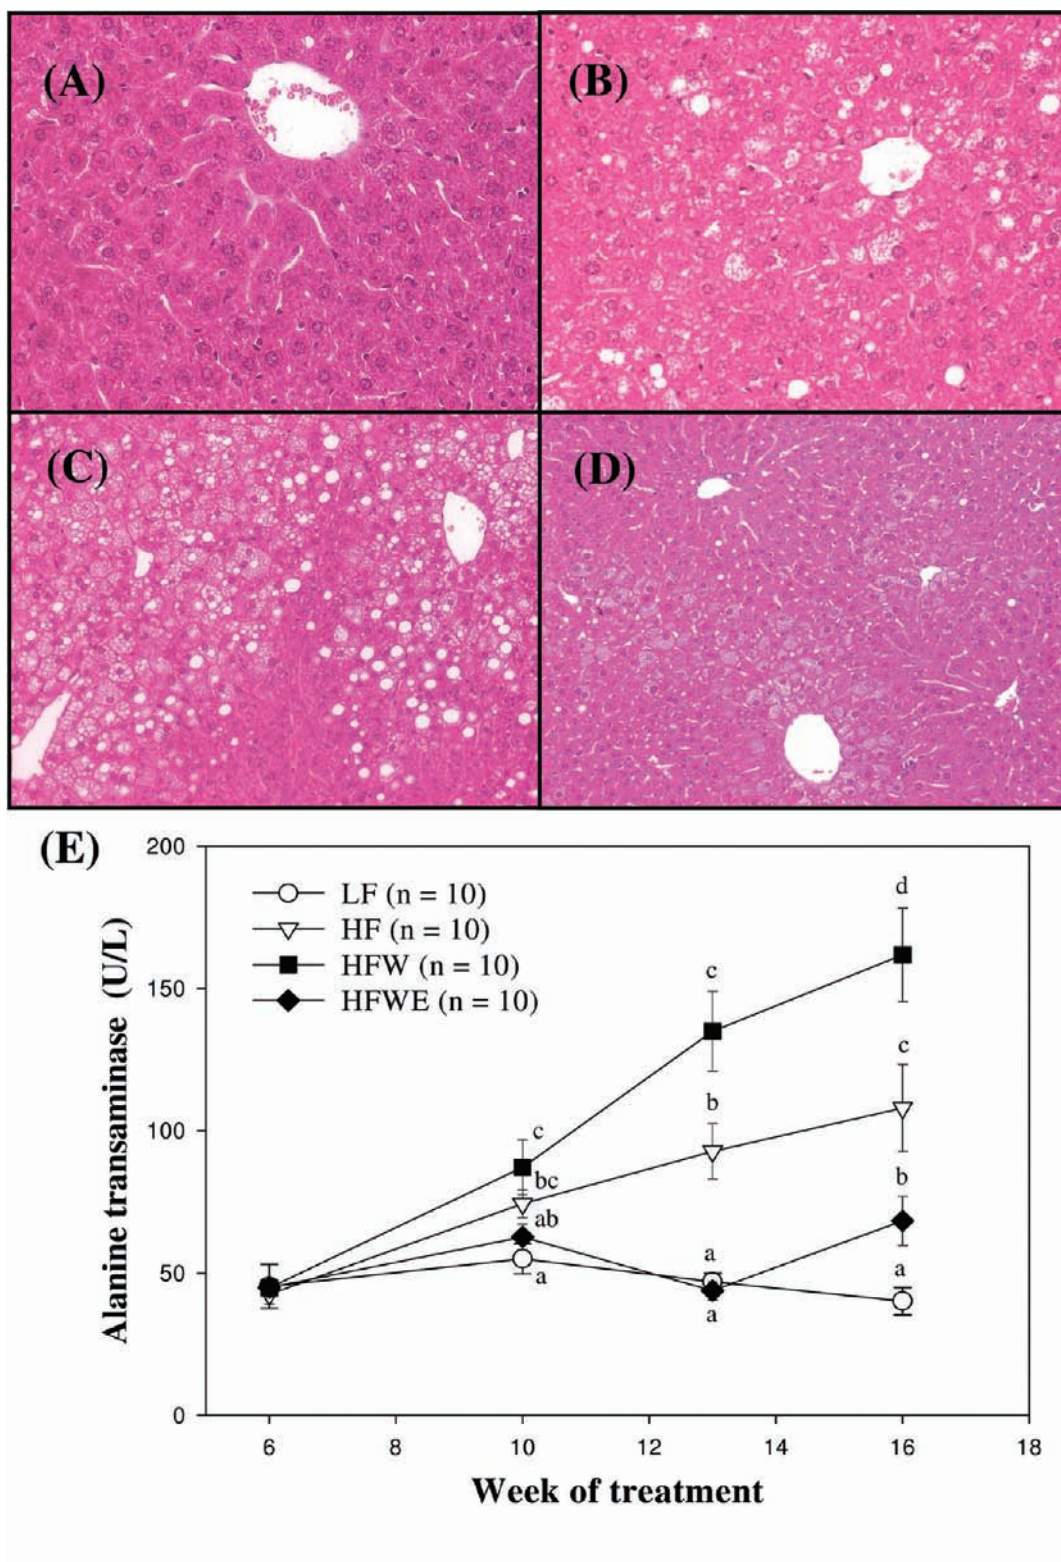 (A)
(B)
(C)
(D)
(E)
200
150
100
50
0
Alanine transaminase (U/L)
LF (n = 10)
HF (n = 10)
HFW (n = 10)
HFWE (n = 10)
c
bc
ab
a
c
b
a
a
d
c
b
a
6 8 10 12 14 16 18
Week of treatment